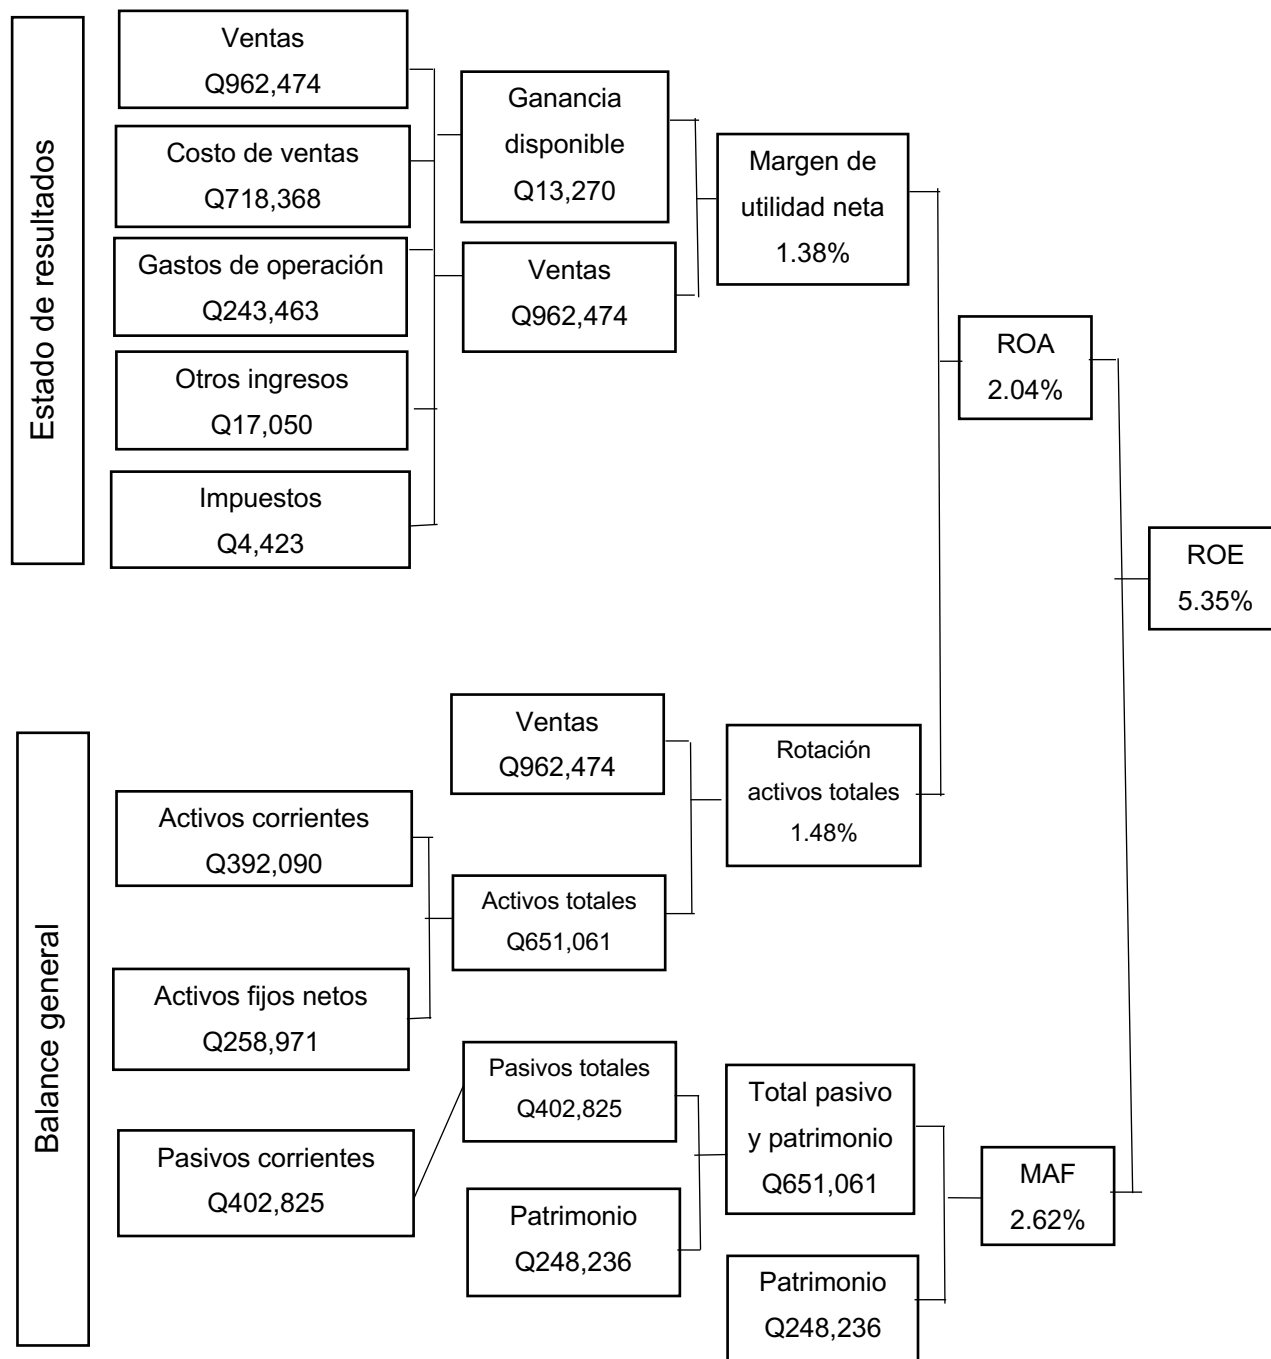 Estado de resultados
Ventas
Q962,474
Costo de ventas
Q718,368
Gastos de operación
Q243,463
Otros ingresos
Q17,050
Impuestos
Q4,423
Ganancia
disponible
Q13,270
Ventas
Q962,474
Margen de
utilidad neta
1.38%
ROA
2.04%
ROE
5.35%
Balance general
Activos corrientes
Q392,090
Activos fijos netos
Q258,971
Pasivos corrientes
Q402,825
Ventas
Q962,474
Activos totales
Q651,061
Pasivos totales
Q402,825
Patrimonio
Q248,236
Rotación
activos totales
1.48%
Total pasivo
y patrimonio
Q651,061
Patrimonio
Q248,236
MAF
2.62%